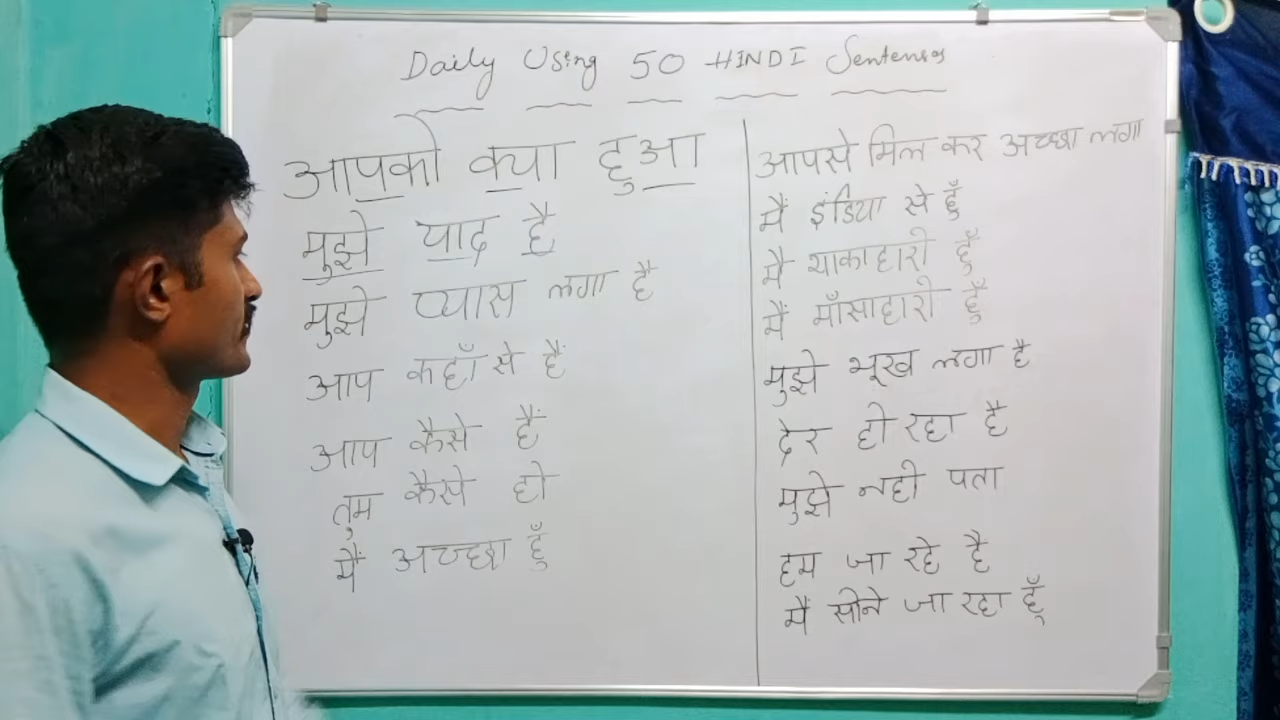 Daily Using 50 HINDI Sentenses
आपको क्या हुआ
मुझे याद है
मुझे प्यास लगा है
आप कहाँ से हैं
आप कैसे हैं
तुम कैसे हो
मैं अच्छा हुँ
आपसे मिल कर अच्छा लगा
मैं इंडिया से हुँ
मै शाकाहारी हुँ
मैं माँसाहारी हुँ
मुझे भूख लगा है
देर हो रहा है
मुझे नही पता
हम जा रहे है
मैं सोने जा रहा हूँ